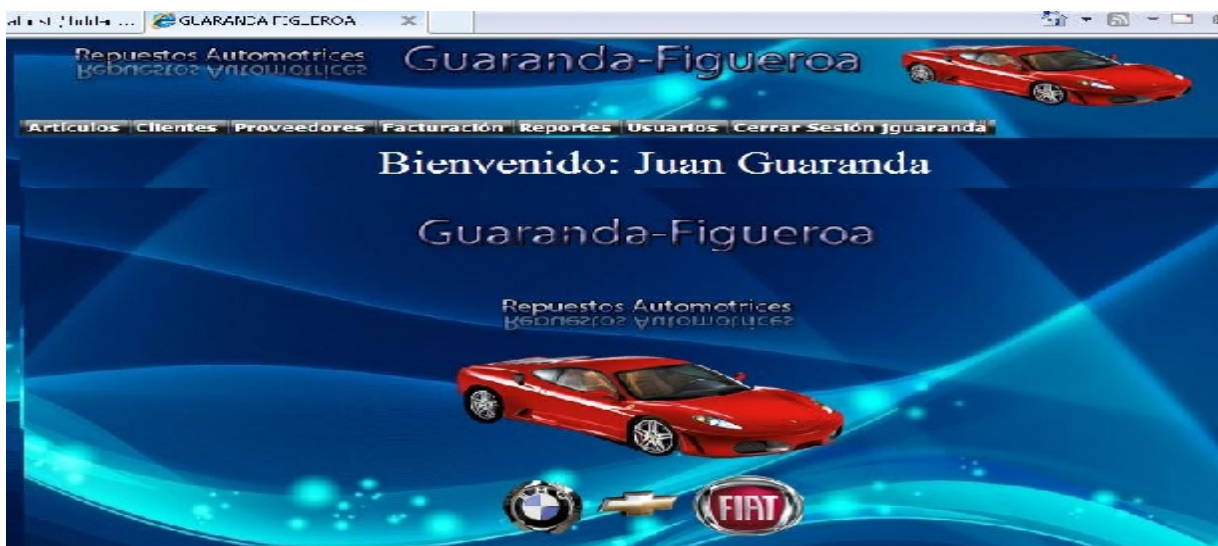 GUARANDA FIGUEROA
Repuestos Automotrices
Guaranda-Figueroa
Artículos Clientes Proveedores Facturación Reportes Usuarios Cerrar Sesión jguaranda
Bienvenido: Juan Guaranda
Guaranda-Figueroa
Repuestos Automotrices
FIAT